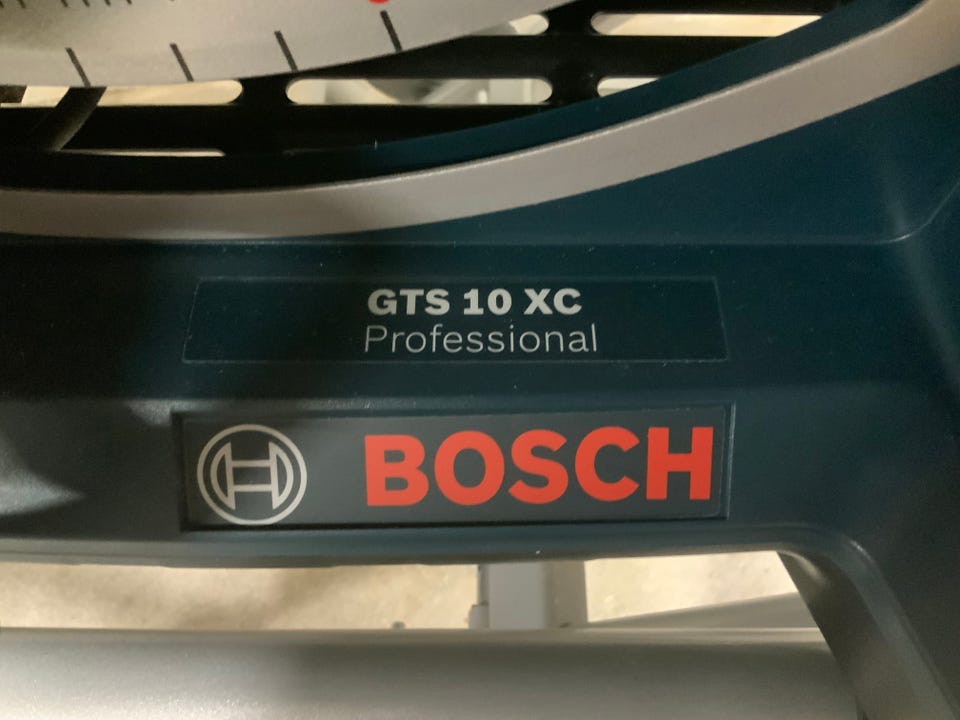 GTS 10 XC
Professional
BOSCH